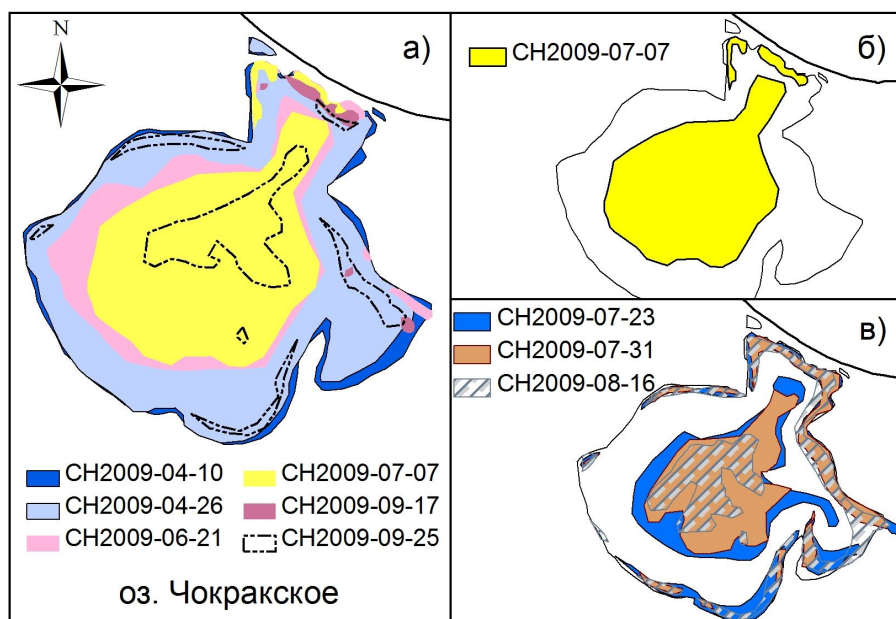 N
а)
CH2009-04-10
CH2009-04-26
CH2009-06-21
CH2009-07-07
CH2009-09-17
CH2009-09-25
оз. Чокракское
CH2009-07-07
б)
CH2009-07-23
CH2009-07-31
CH2009-08-16
в)